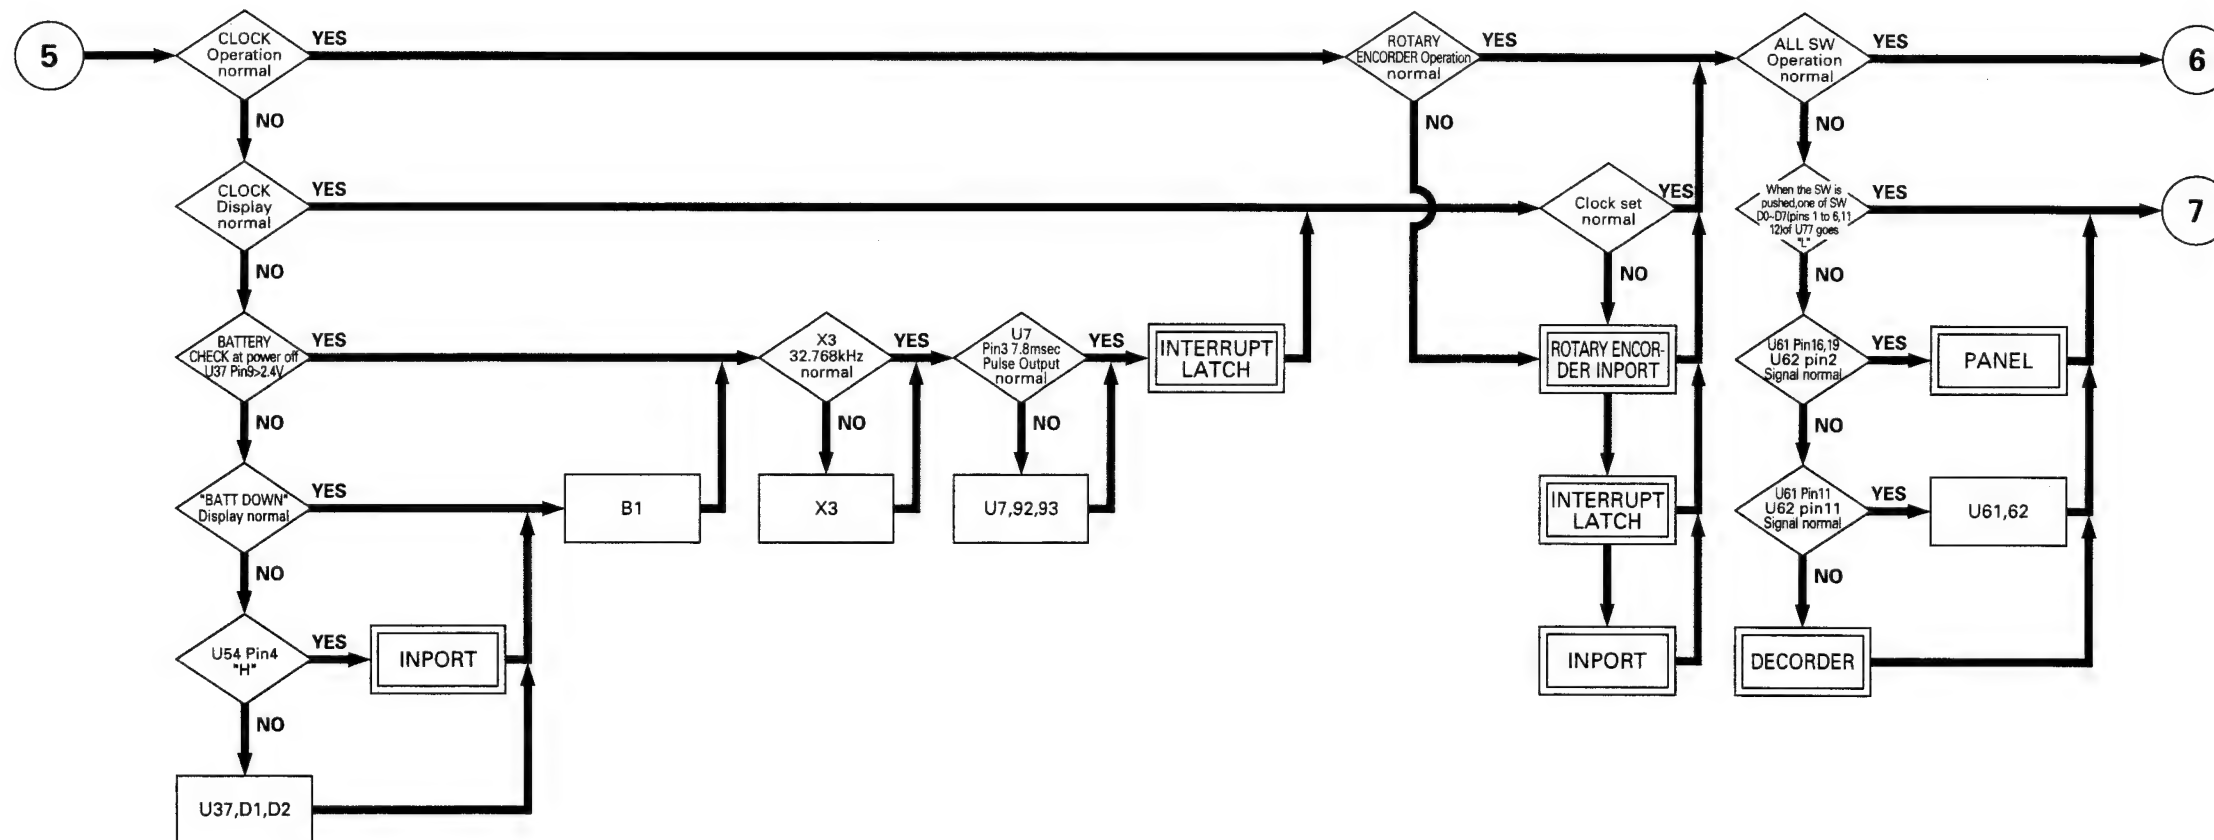 5
CLOCK
Operation
normal
YES
NO
ROTARY
ENCORDER Operation
normal
YES
NO
ALL SW
Operation
normal
YES
NO
6
CLOCK
Display
normal
YES
NO
Clock set
normal
YES
NO
When the SW is
pushed,one of SW
D0~D7(pins 1 to 6,11
12)of U77 goes
"L"
YES
NO
7
BATTERY
CHECK at power off
U37 Pin9>2.4V
YES
NO
X3
32.768kHz
normal
YES
NO
U7
Pin3 7.8msec
Pulse Output
normal
YES
NO
INTERRUPT
LATCH
ROTARY ENCOR-
DER INPORT
U61 Pin16,19
U62 pin2
Signal normal
YES
NO
PANEL
"BATT DOWN"
Display normal
YES
NO
B1
X3
U7,92,93
INTERRUPT
LATCH
U61 Pin11
U62 pin11
Signal normal
YES
NO
U61,62
U54 Pin4
"H"
YES
NO
INPORT
INPORT
DECORDER
U37,D1,D2